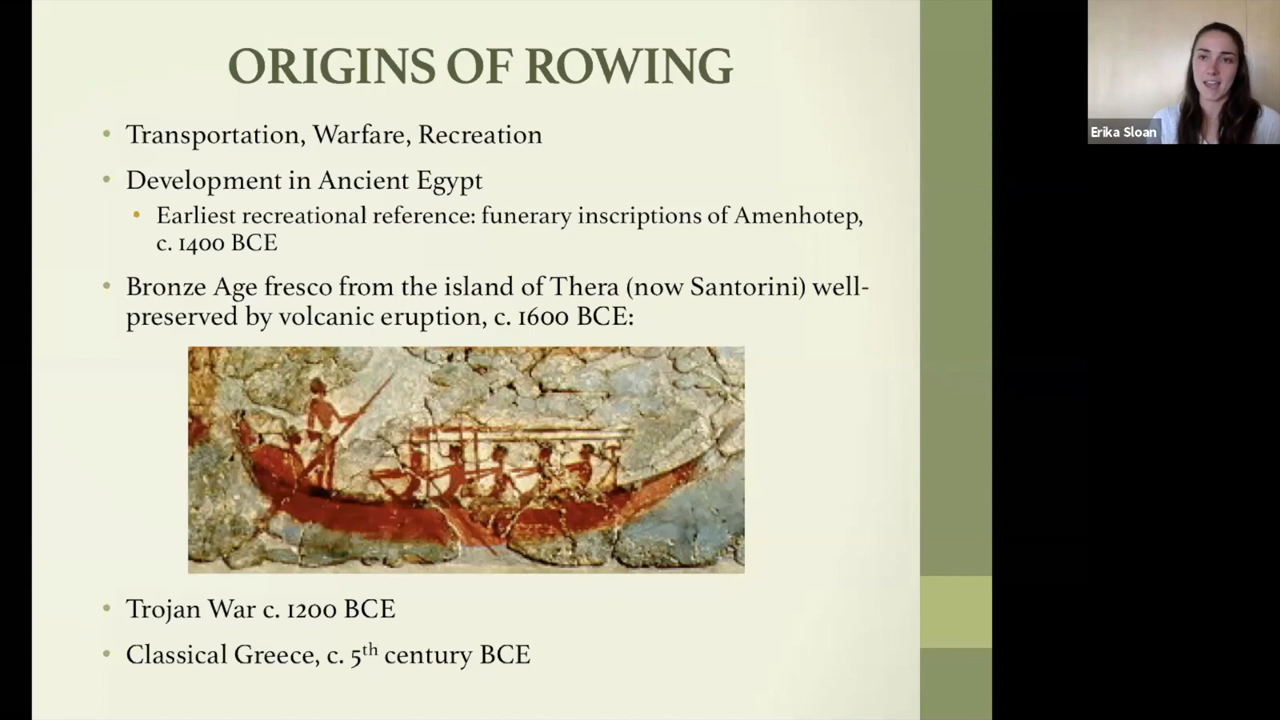 ORIGINS OF ROWING
• Transportation, Warfare, Recreation
• Development in Ancient Egypt
• Earliest recreational reference: funerary inscriptions of Amenhotep,
c. 1400 BCE
• Bronze Age fresco from the island of Thera (now Santorini) well-
preserved by volcanic eruption, c. 1600 BCE:
• Trojan War c. 1200 BCE
• Classical Greece, c. 5th century BCE
Erika Sloan